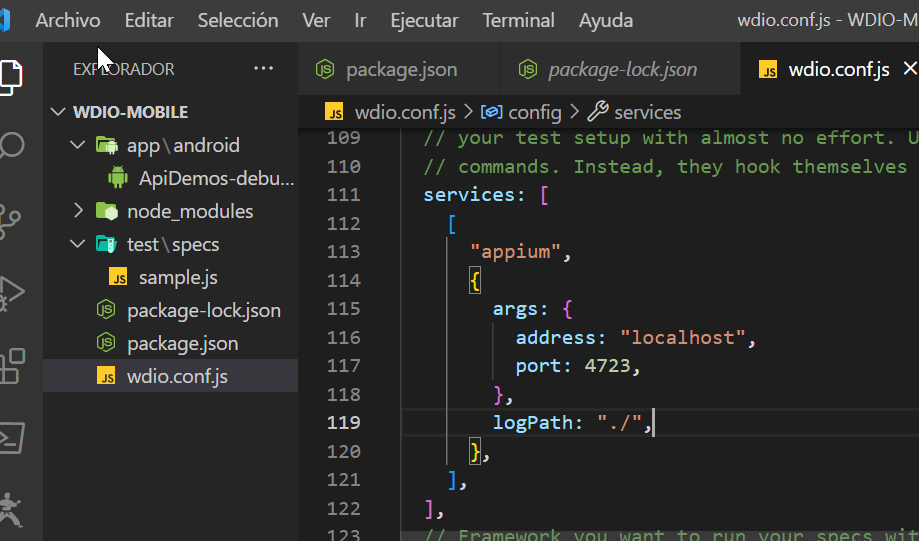 Archivo Editar Selección Ver Ir Ejecutar Terminal Ayuda wdio.conf.js - WDIO-M
EXPLORADOR ···
WDIO-MOBILE
app\android
ApiDemos-debu...
node_modules
test\specs
JS sample.js
package-lock.json
package.json
JS wdio.conf.js
package.json package-lock.json JS wdio.conf.js ×
JS wdio.conf.js > config > services
109 // your test setup with almost no effort. U
110 // commands. Instead, they hook themselves
111 services: [
112 [
113 "appium",
114 {
115 args: {
116 address: "localhost",
117 port: 4723,
118 },
119 logPath: "./",
120 },
121 ],
122 ],
123 // Framework you want to run your specs wit